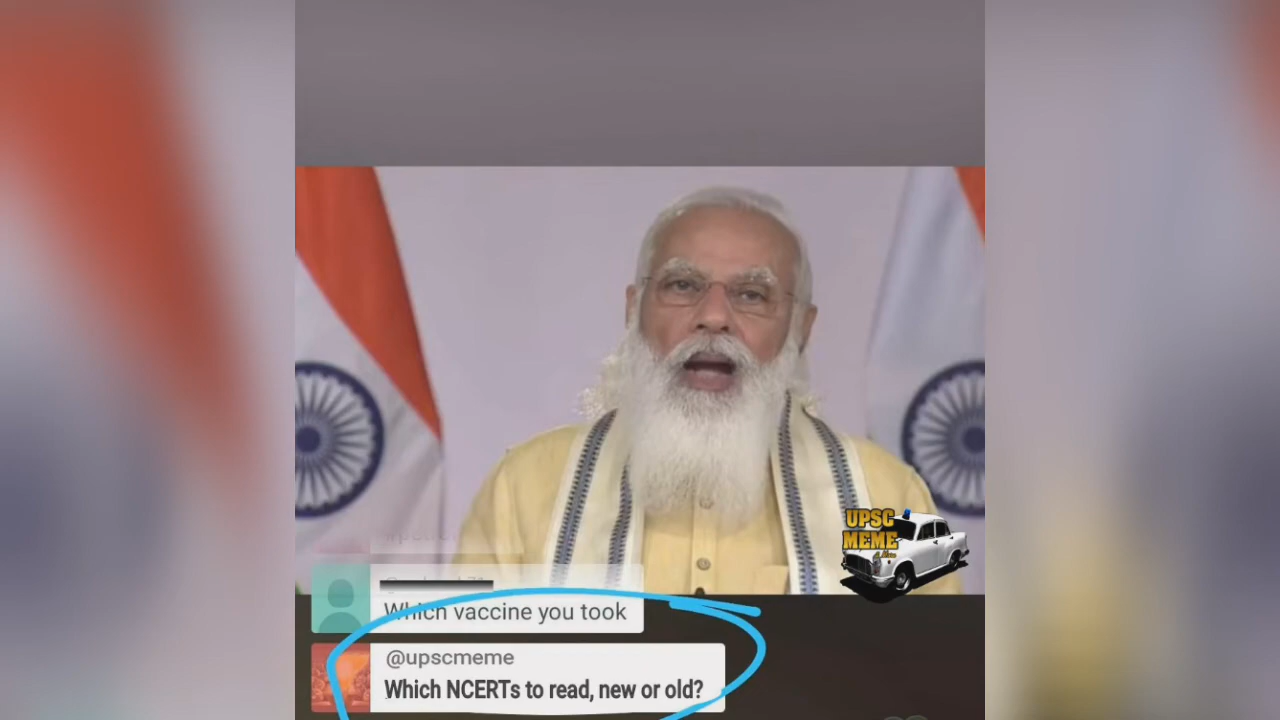 UPSC
MEME
Which vaccine you took
@upscmeme
Which NCERTs to read, new or old?